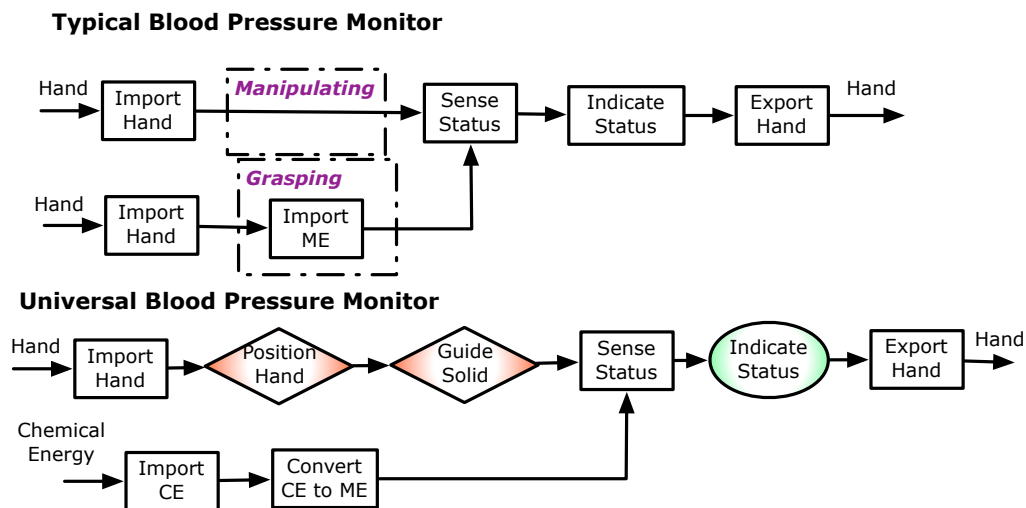 Typical Blood Pressure Monitor
Hand
Import
Hand
Manipulating
Sense
Status
Indicate
Status
Export
Hand
Hand
Hand
Import
Hand
Grasping
Import
ME
Universal Blood Pressure Monitor
Hand
Import
Hand
Position
Hand
Guide
Solid
Sense
Status
Indicate
Status
Export
Hand
Hand
Chemical
Energy
Import
CE
Convert
CE to ME